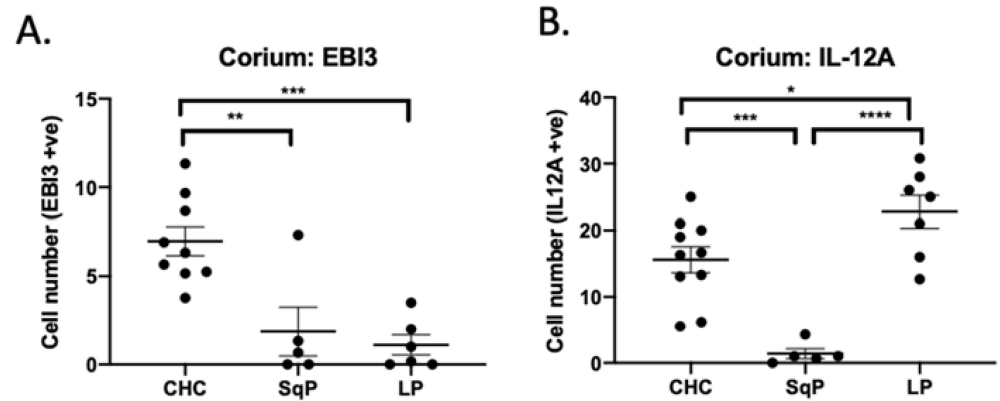 A.
Corium: EBI3
***
**
Cell number (EBI3 +ve)
15
10
5
0
CHC SqP LP
B.
Corium: IL-12A
*
*** ****
Cell number (IL12A +ve)
40
30
20
10
0
CHC SqP LP